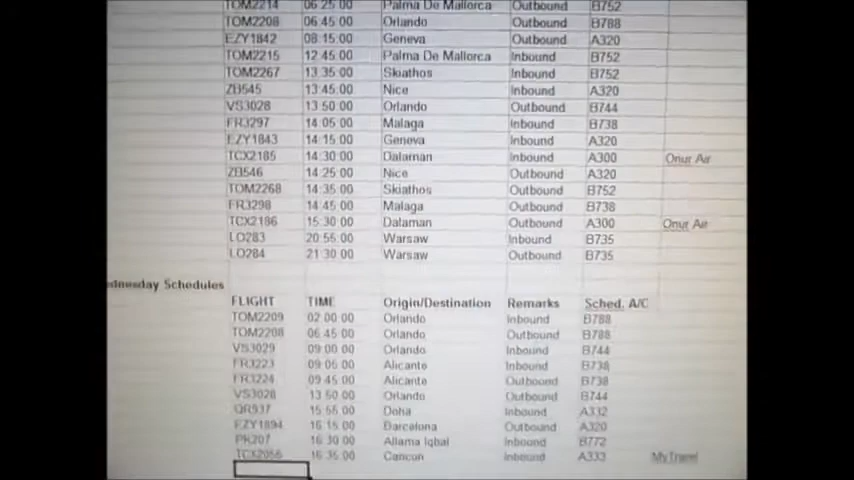 TOM2214 06 25 00 Palma De Mallorca Outbound B752
TOM2208 06 45 00 Orlando Outbound B788
EZY1842 08 15 00 Geneva Outbound A320
TOM2215 12 45 00 Palma De Mallorca Inbound B752
TOM2267 13 35 00 Skiathos Inbound B752
ZB545 13 45 00 Nice Inbound A320
VS3028 13 50 00 Orlando Outbound B744
FR3297 14 05 00 Malaga Inbound B738
EZY1843 14 15 00 Geneva Inbound A320
TCX2185 14 30 00 Dalaman Inbound A300 Onur Air
ZB546 14 25 00 Nice Outbound A320
TOM2268 14 35 00 Skiathos Outbound B752
FR3298 14 45 00 Malaga Outbound B738
TCX2186 15 30 00 Dalaman Outbound A300 Onur Air
LO283 20 55 00 Warsaw Inbound B735
LO284 21 30 00 Warsaw Outbound B735
dnesday Schedules
FLIGHT TIME Origin/Destination Remarks Sched. A/C
TOM2209 02 00 00 Orlando Inbound B788
TOM2208 06 45 00 Orlando Outbound B788
VS3029 09 00 00 Orlando Inbound B744
FR3223 09 05 00 Alicante Inbound B738
FR3224 09 45 00 Alicante Outbound B738
VS3028 13 50 00 Orlando Outbound B744
QR937 15 55 00 Doha Inbound A332
EZY1894 16 15 00 Barcelona Outbound A320
PK207 16 30 00 Allama Iqbal Inbound B772
TCX2056 16 35 00 Cancun Inbound A333 MyTravel